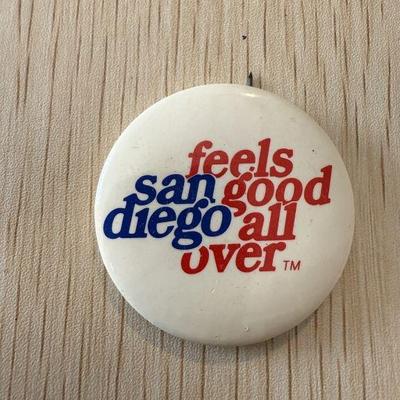 feels
san good
diego all
over TM